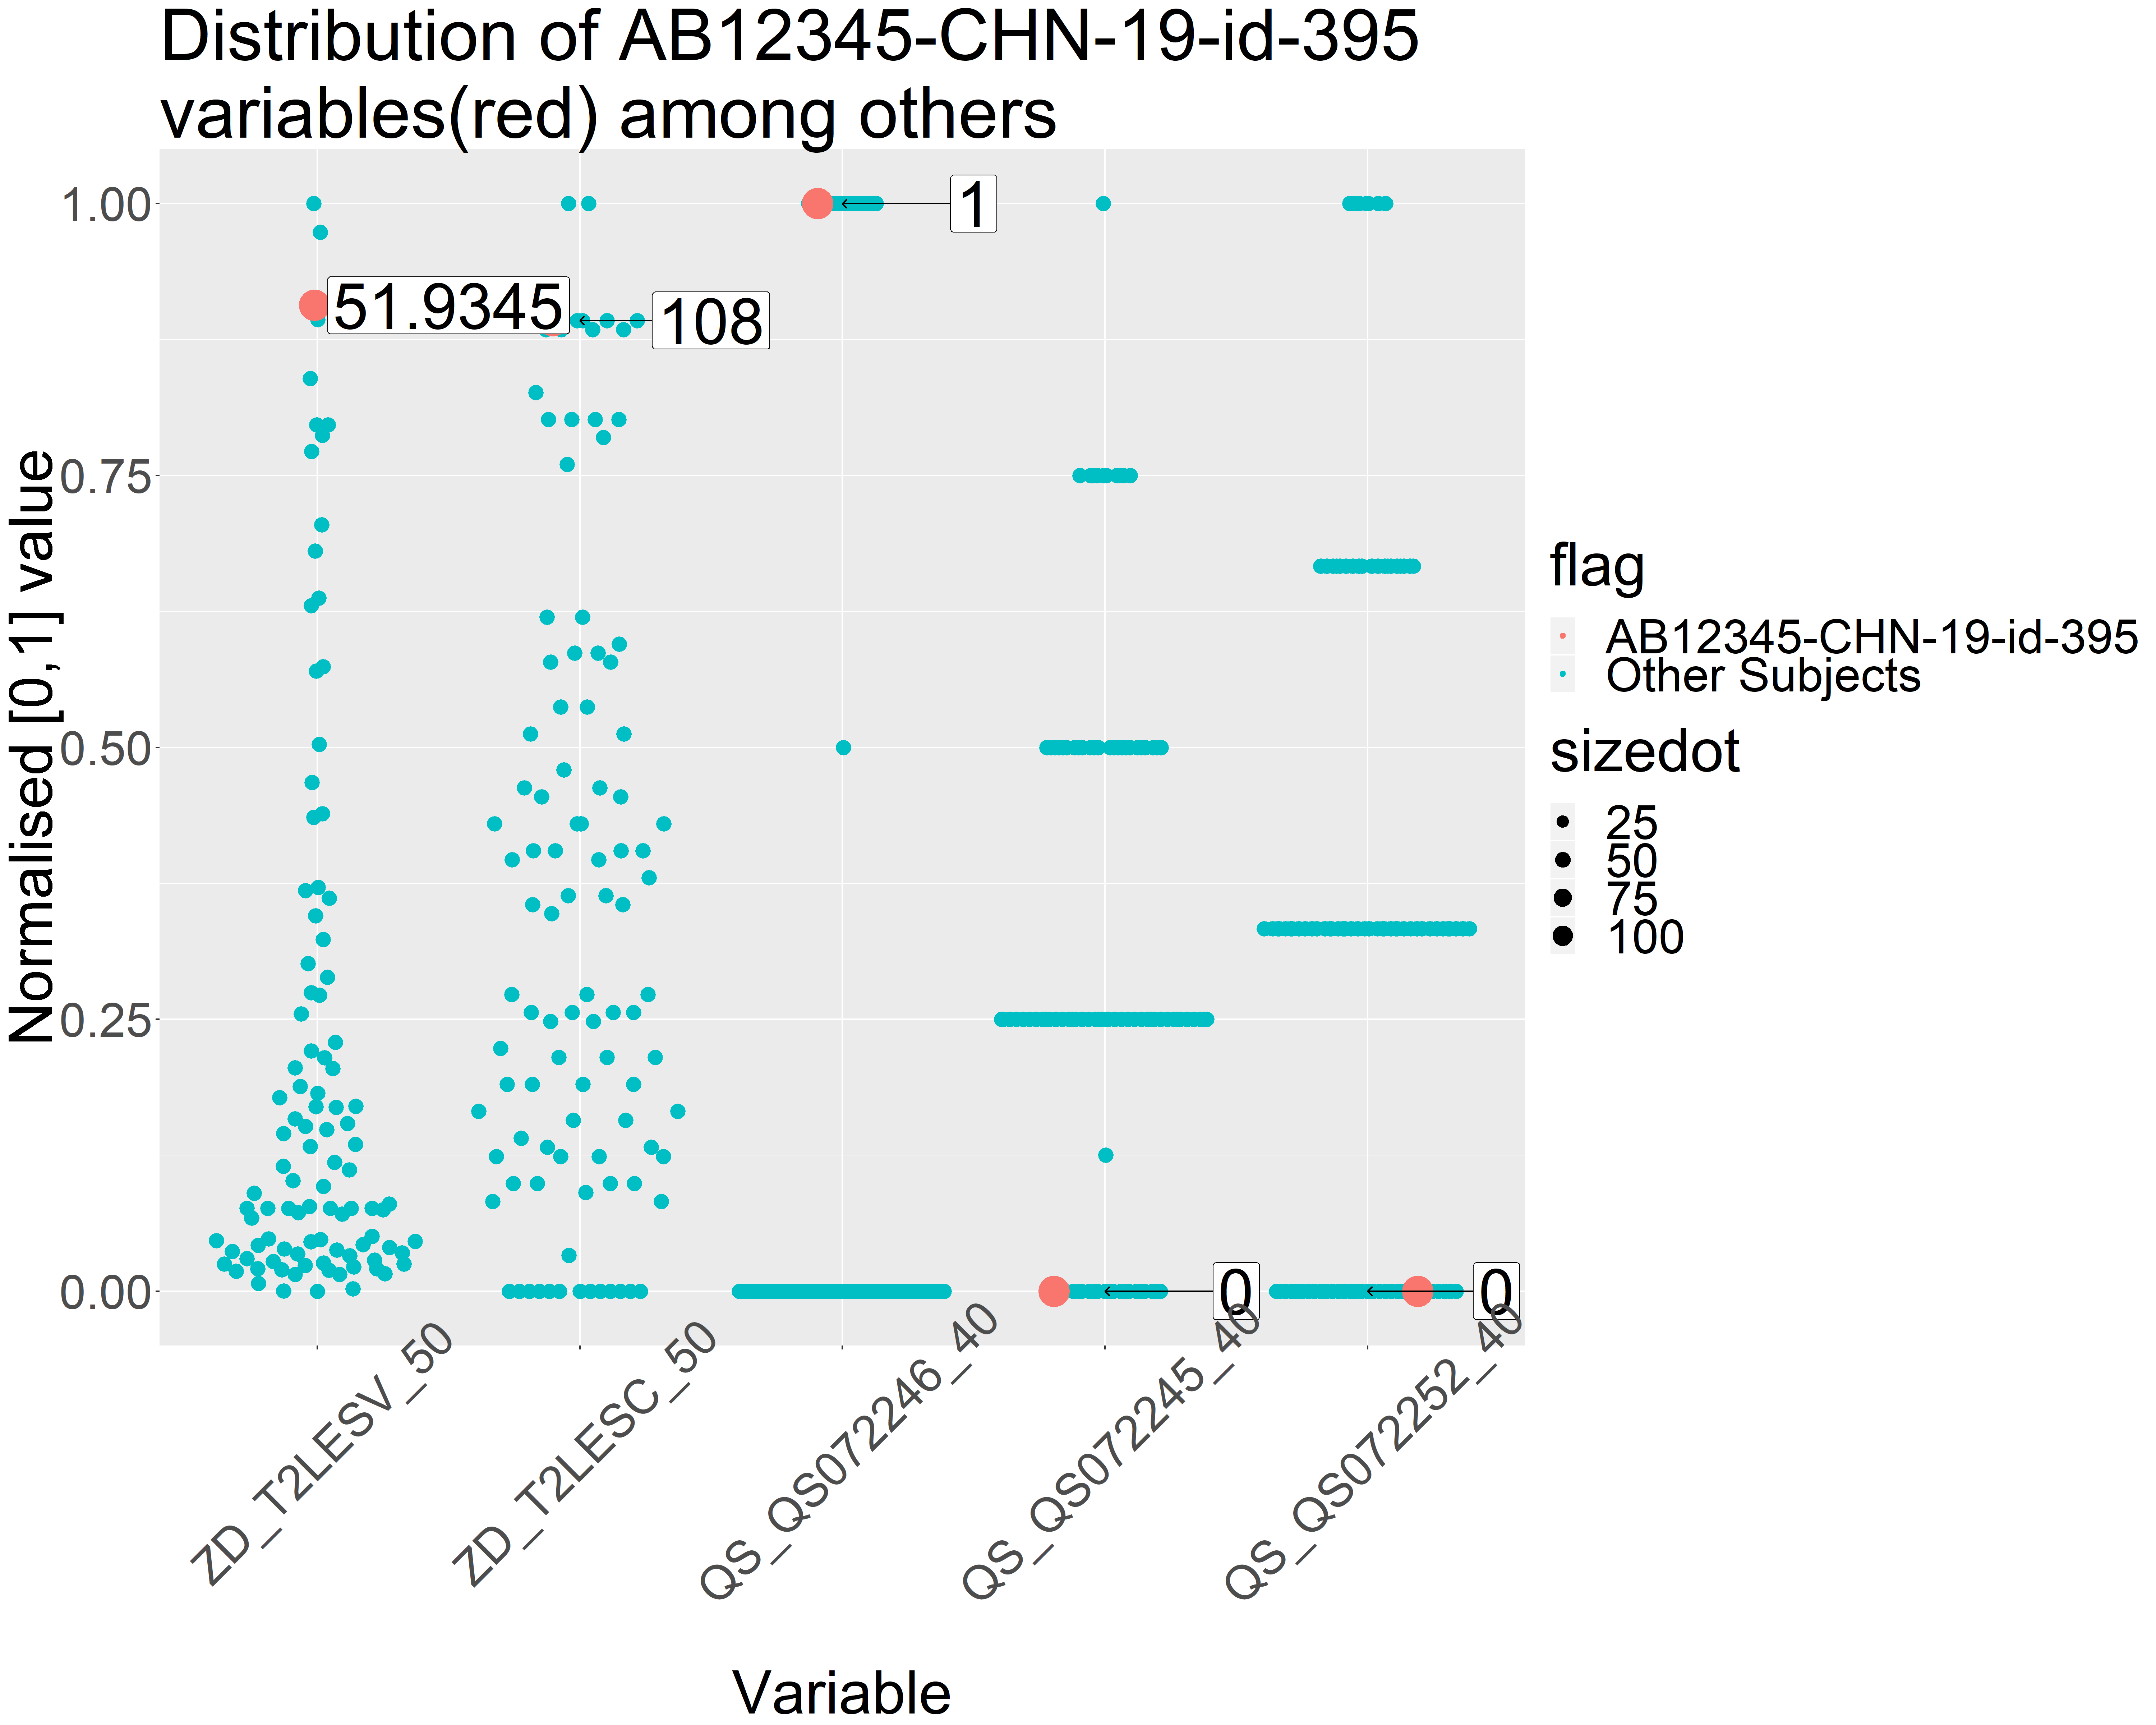 Distribution of AB12345-CHN-19-id-395
variables(red) among others
Normalised [0,1] value
1.00
0.75
0.50
0.25
0.00
1
51.9345
108
0
0
ZD_T2LESV_50
ZD_T2LESC_50
QS_QS072246_40
QS_QS072245_40
QS_QS072252_40
Variable
flag
AB12345-CHN-19-id-395
Other Subjects
sizedot
25
50
75
100